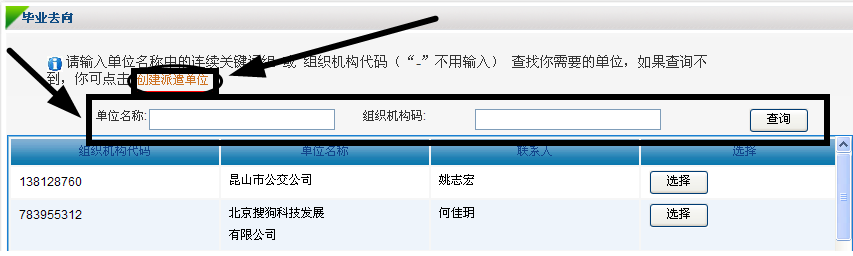 毕业去向
请输入单位名称中的连续关键词组 或 组织机构代码（“-”不用输入） 查找你需要的单位，如果查询不
到，你可点击 创建派遣单位
单位名称: 组织机构码: 查询
组织机构代码 单位名称 联系人 选择
138128760 昆山市公交公司 姚志宏 选择
783955312 北京搜狗科技发展 何佳玥 选择
有限公司